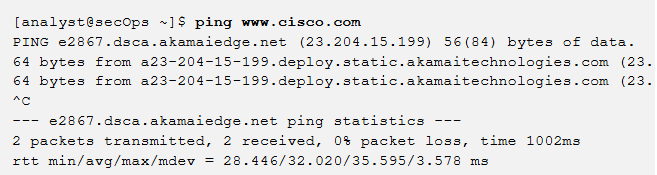 [analyst@secOps ~]$ ping www.cisco.com
PING e2867.dsca.akamaiedge.net (23.204.15.199) 56(84) bytes of data.
64 bytes from a23-204-15-199.deploy.static.akamaitechnologies.com (23.
64 bytes from a23-204-15-199.deploy.static.akamaitechnologies.com (23.
^C
--- e2867.dsca.akamaiedge.net ping statistics ---
2 packets transmitted, 2 received, 0% packet loss, time 1002ms
rtt min/avg/max/mdev = 28.446/32.020/35.595/3.578 ms